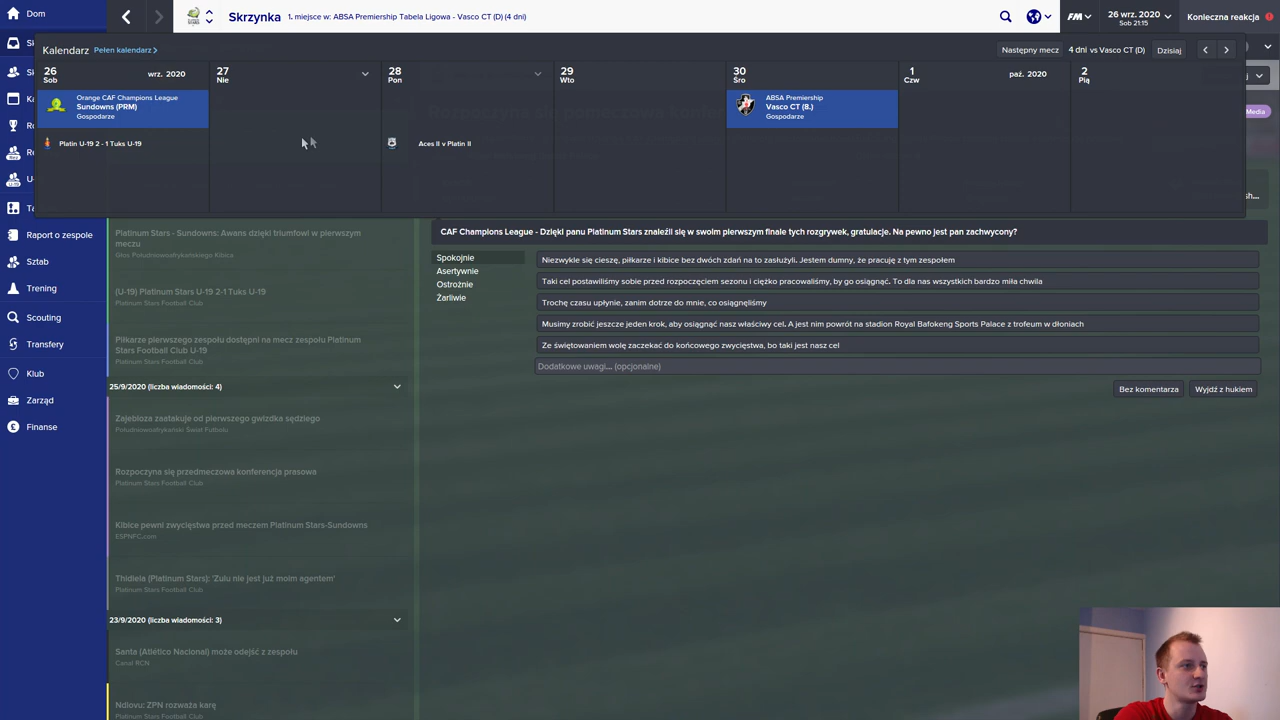 Dom
Skrzynka
1. miejsce w: ABSA Premiership Tabela Ligowa - Vasco CT (D) (4 dni)
FM
26 wrz. 2020
Sob 21:15
Konieczna reakcja
Kalendarz
Pełen kalendarz
Następny mecz
4 dni vs Vasco CT (D)
Dzisiaj
26
Sob
wrz. 2020
27
Nie
28
Pon
29
Wto
30
Śro
1
Czw
paź. 2020
2
Pią
Orange CAF Champions League
Sundowns (PRM)
Gospodarze
ABSA Premiership
Vasco CT (8.)
Gospodarze
Media
Platin U-19 2 - 1 Tuks U-19
Aces II v Platin II
Raport o zespole
Sztab
Trening
Scouting
Transfery
Klub
Zarząd
Finanse
Platinum Stars - Sundowns: Awans dzięki triumfowi w pierwszym
meczu
Głos Południowoafrykańskiego Kibica
(U-19) Platinum Stars U-19 2-1 Tuks U-19
Platinum Stars Football Club
Piłkarze pierwszego zespołu dostępni na mecz zespołu Platinum
Stars Football Club U-19
Platinum Stars Football Club
25/9/2020 (liczba wiadomości: 4)
Zajebioza zaatakuje od pierwszego gwizdka sędziego
Południowoafrykański Świat Futbolu
Rozpoczyna się przedmeczowa konferencja prasowa
Platinum Stars Football Club
Kibice pewni zwycięstwa przed meczem Platinum Stars-Sundowns
ESPNFC.com
Thidiela (Platinum Stars): 'Zulu nie jest już moim agentem'
Platinum Stars Football Club
23/9/2020 (liczba wiadomości: 3)
Santa (Atlético Nacional) może odejść z zespołu
Canal RCN
Ndlovu: ZPN rozważa karę
Platinum Stars Football Club
CAF Champions League - Dzięki panu Platinum Stars znaleźli się w swoim pierwszym finale tych rozgrywek, gratulacje. Na pewno jest pan zachwycony?
Spokojnie
Asertywnie
Ostrożnie
Żarliwie
Niezwykle się cieszę, piłkarze i kibice bez dwóch zdań na to zasłużyli. Jestem dumny, że pracuję z tym zespołem
Taki cel postawiliśmy sobie przed rozpoczęciem sezonu i ciężko pracowaliśmy, by go osiągnąć. To dla nas wszystkich bardzo miła chwila
Trochę czasu upłynie, zanim dotrze do mnie, co osiągnęliśmy
Musimy zrobić jeszcze jeden krok, aby osiągnąć nasz właściwy cel. A jest nim powrót na stadion Royal Bafokeng Sports Palace z trofeum w dłoniach
Ze świętowaniem wolę zaczekać do końcowego zwycięstwa, bo taki jest nasz cel
Dodatkowe uwagi... (opcjonalne)
Bez komentarza
Wyjdź z hukiem